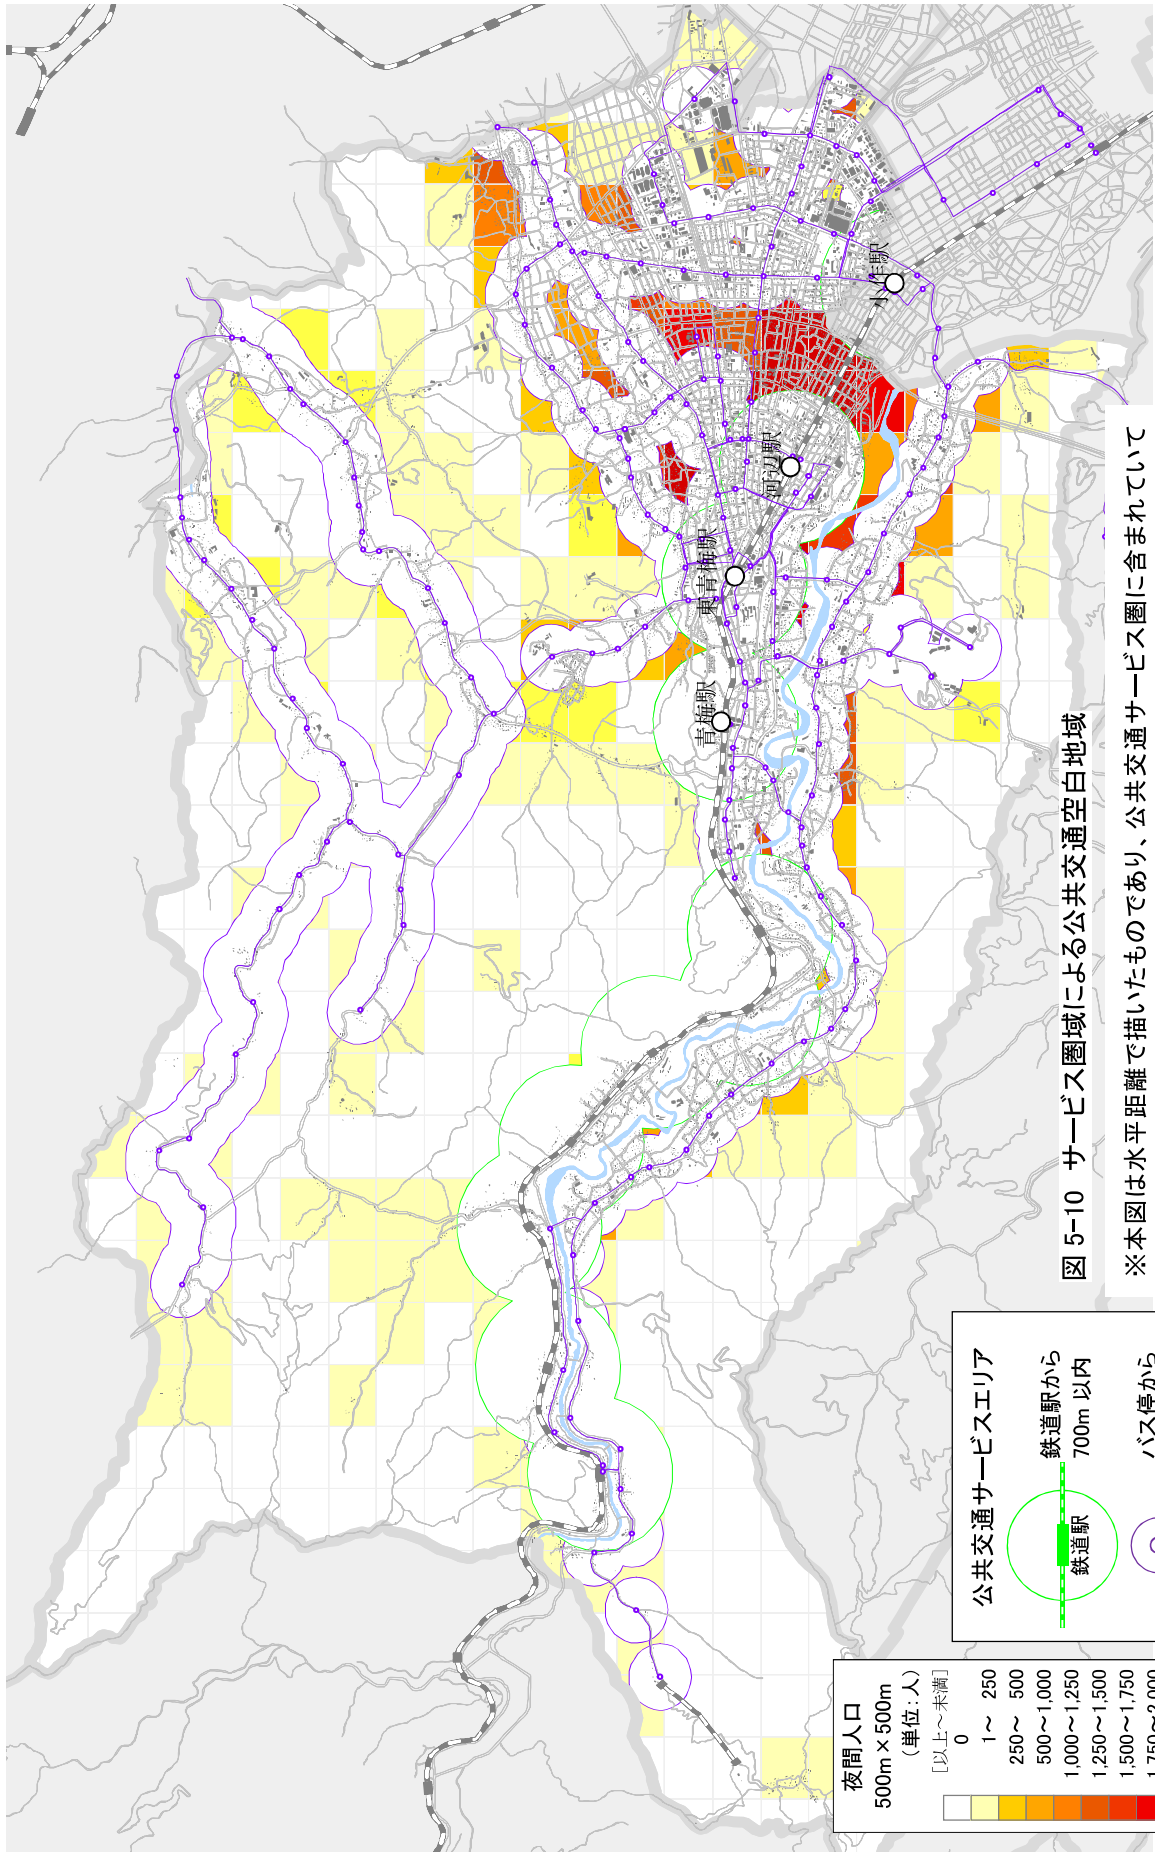 小作駅
河辺駅
東青梅駅
青梅駅
図 5-10 サービス圏域による公共交通空白地域
※本図は水平距離で描いたものであり、公共交通サービス圏に含まれていて
公共交通サービスエリア
鉄道駅から
700m 以内
鉄道駅
バス停から
夜間人口
500m×500m
(単位：人)
[以上～未満]
0
1～ 250
250～ 500
500～1,000
1,000～1,250
1,250～1,500
1,500～1,750
1,750～2,000